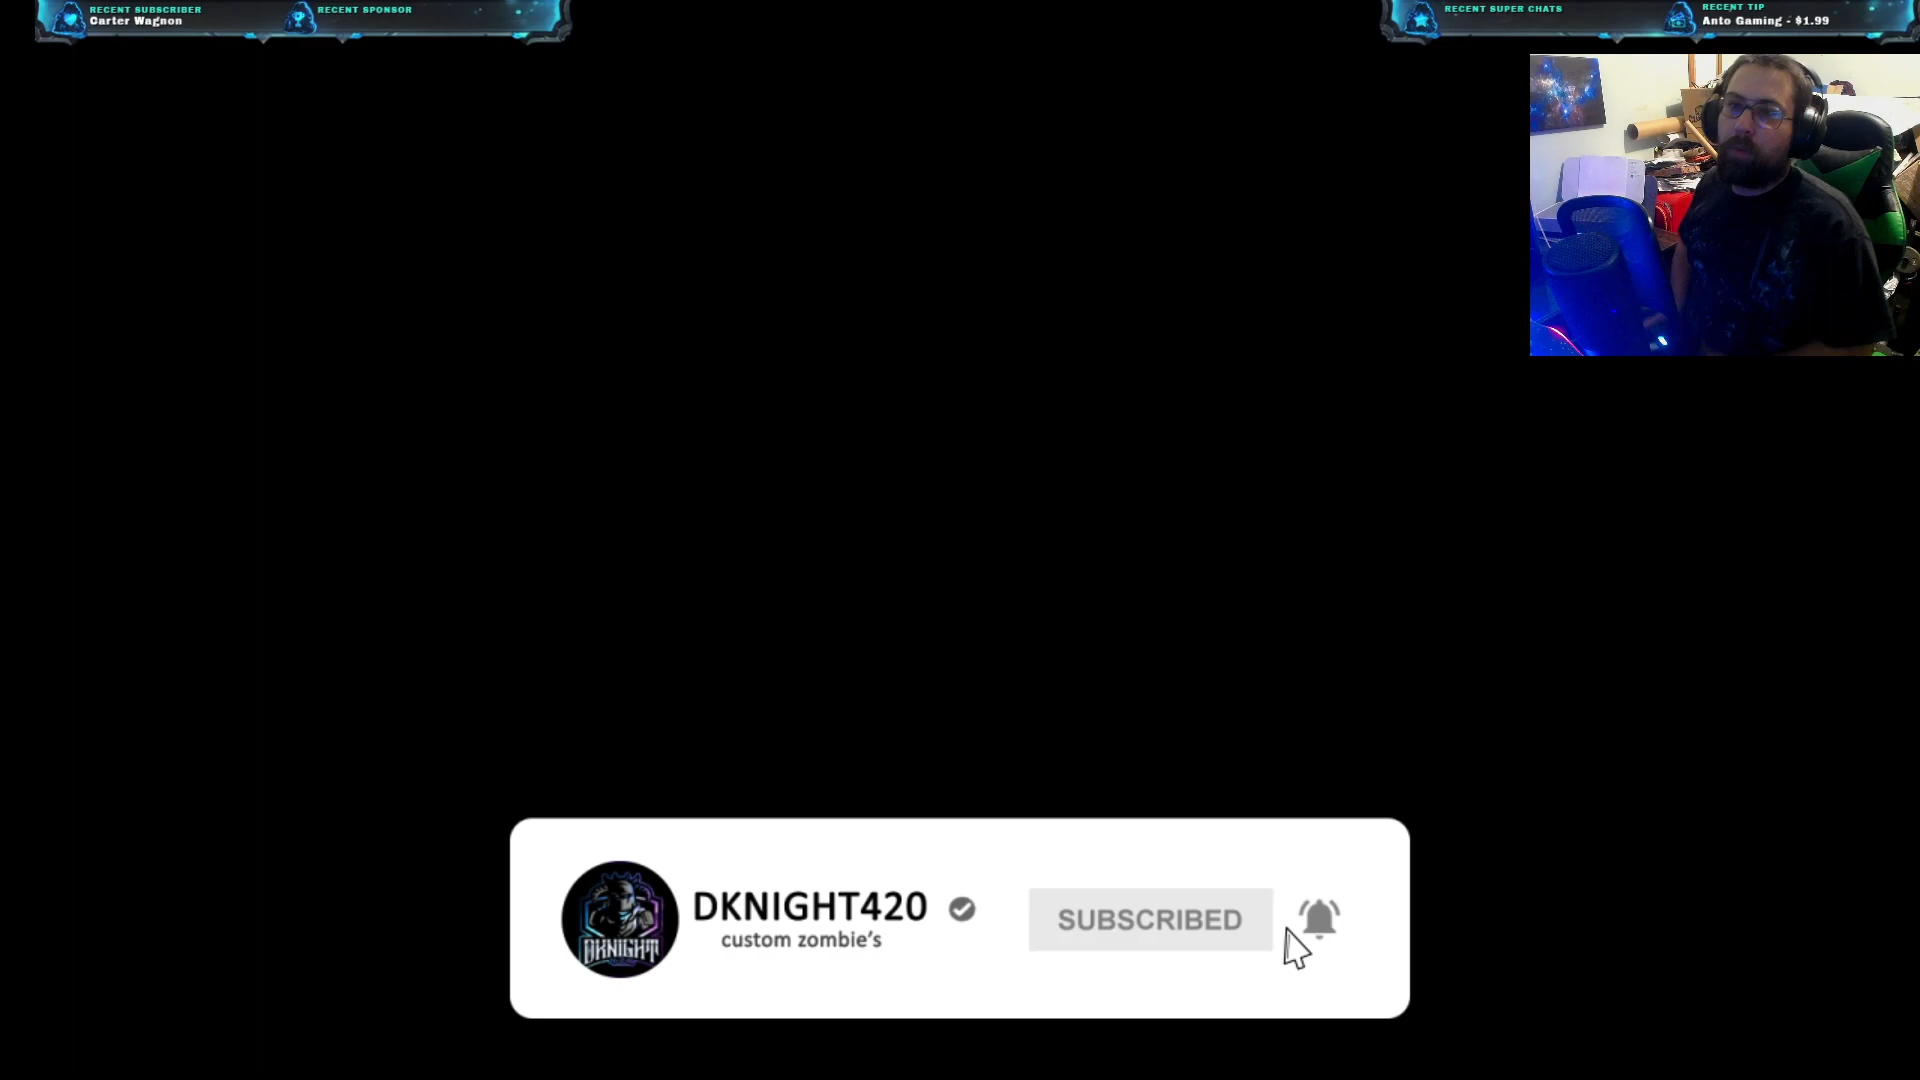 RECENT SUBSCRIBER
Carter Wagnon
RECENT SPONSOR
RECENT SUPER CHATS
RECENT TIP
Anto Gaming - $1.99
DKNIGHT420
custom zombie's
SUBSCRIBED
DKNIGHT